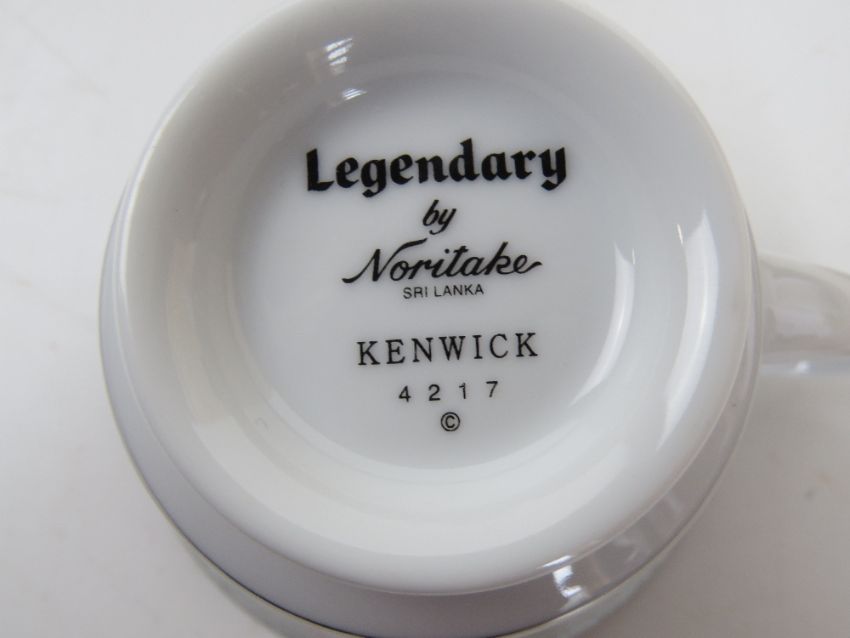 Legendary
by
Noritake
SRI LANKA
KENWICK
4217
©